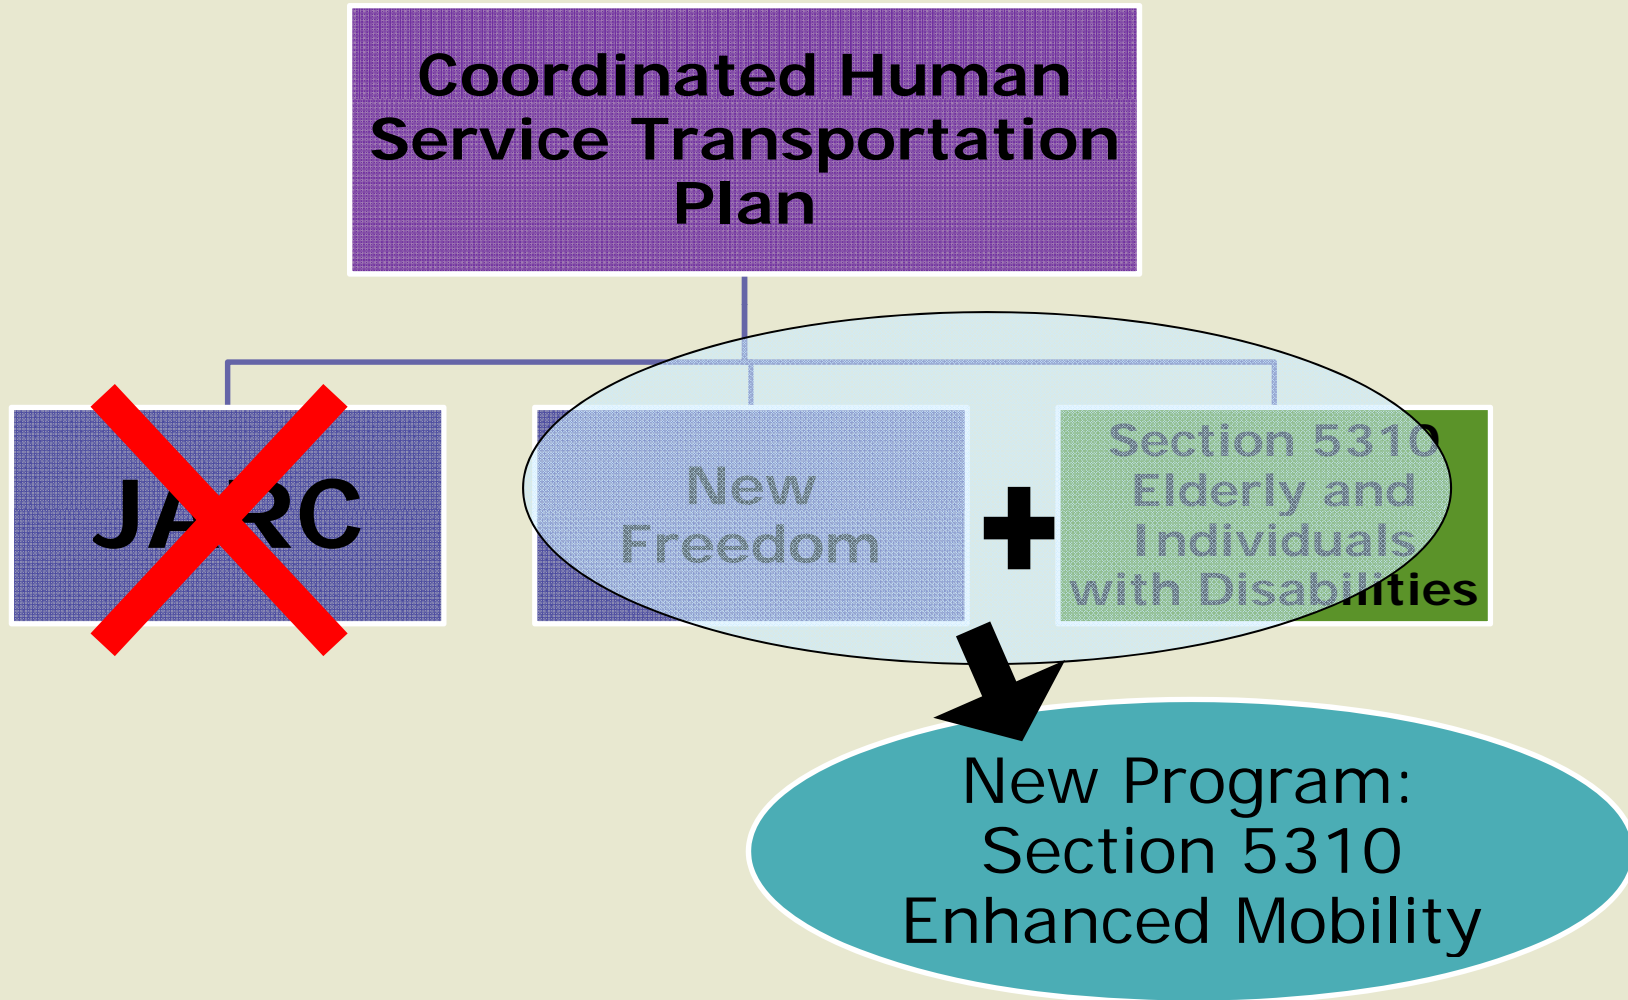 Coordinated Human
Service Transportation
Plan
JARC
New
Freedom
+
Section 5310
Elderly and
Individuals
with Disabilities
New Program:
Section 5310
Enhanced Mobility